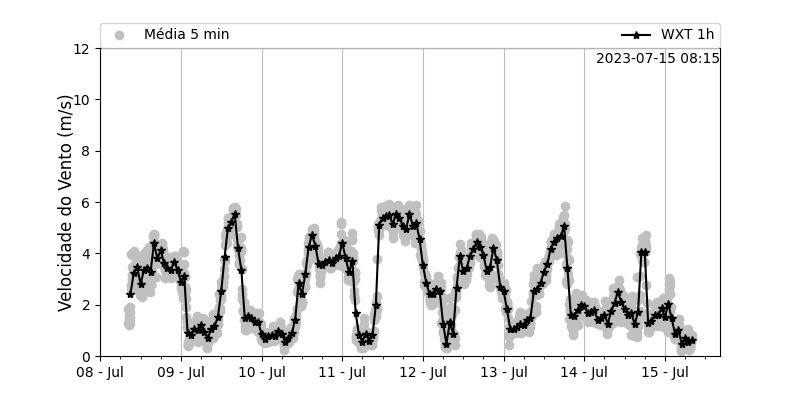 Média 5 min
WXT 1h
2023-07-15 08:15
Velocidade do Vento (m/s)
12
10
8
6
4
2
0
08 - Jul
09 - Jul
10 - Jul
11 - Jul
12 - Jul
13 - Jul
14 - Jul
15 - Jul